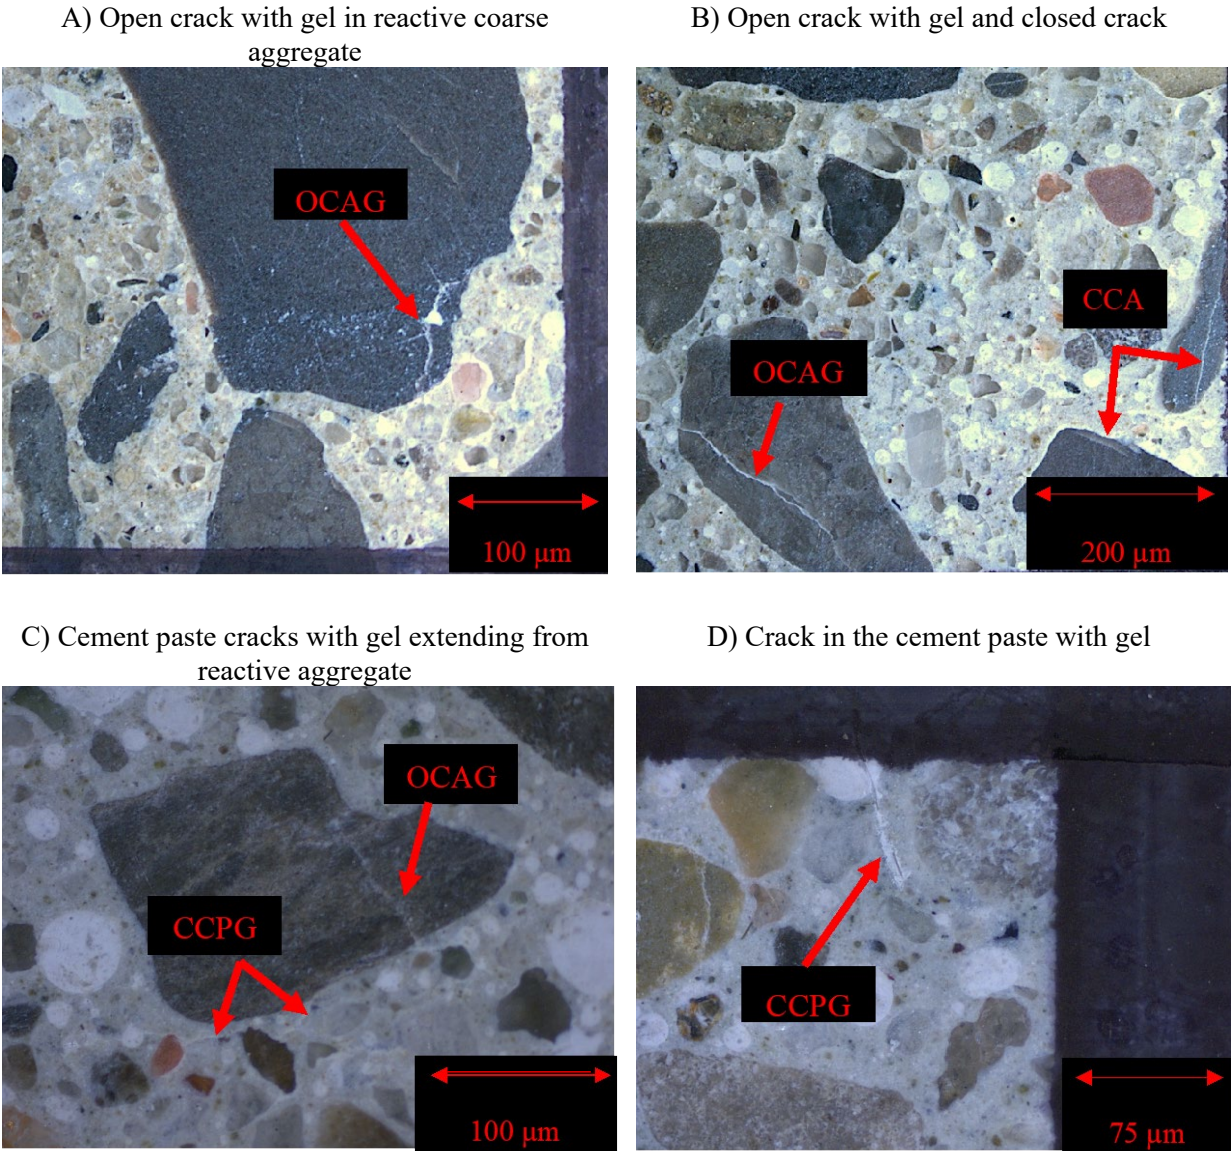 A) Open crack with gel in reactive coarse
aggregate
B) Open crack with gel and closed crack
OCAG
100 µm
CCA
OCAG
200 µm
C) Cement paste cracks with gel extending from
reactive aggregate
D) Crack in the cement paste with gel
OCAG
CCPG
100 µm
CCPG
75 µm